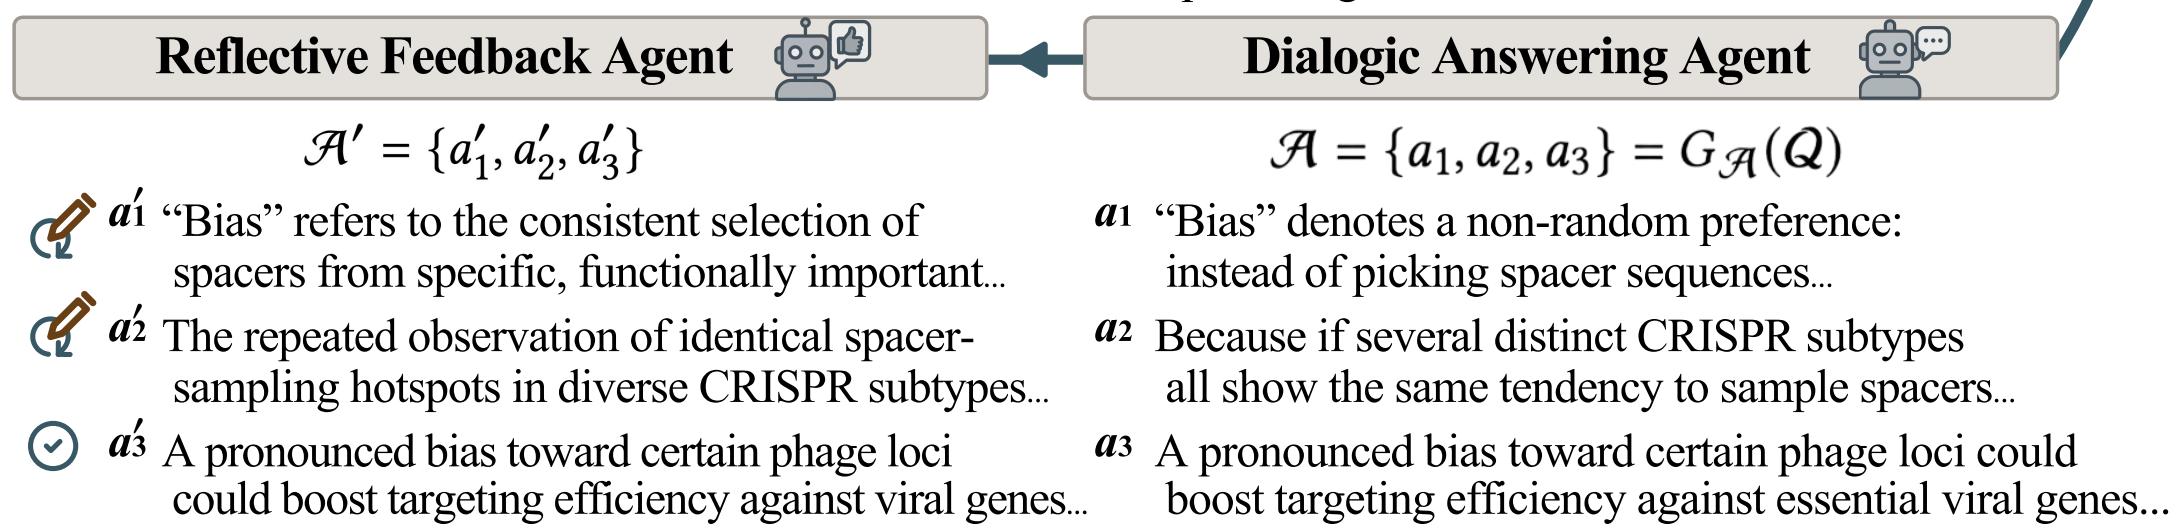 Reflective Feedback Agent
𝒜′ = {a′₁, a′₂, a′₃}
a′1 “Bias” refers to the consistent selection of
spacers from specific, functionally important...
a′2 The repeated observation of identical spacer-
sampling hotspots in diverse CRISPR subtypes...
a′3 A pronounced bias toward certain phage loci
could boost targeting efficiency against viral genes...
Dialogic Answering Agent
𝒜 = {a₁, a₂, a₃} = G_𝒜(𝒬)
a1 “Bias” denotes a non-random preference:
instead of picking spacer sequences...
a2 Because if several distinct CRISPR subtypes
all show the same tendency to sample spacers...
a3 A pronounced bias toward certain phage loci could
boost targeting efficiency against essential viral genes...